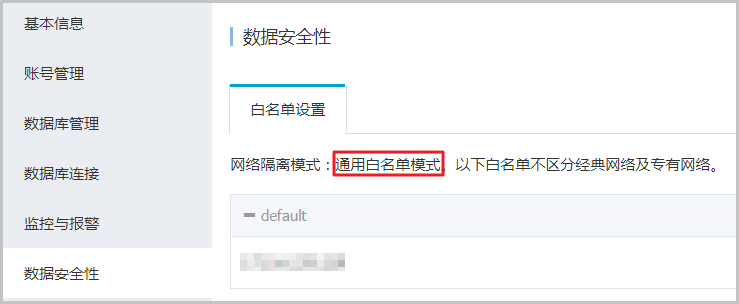 基本信息
账号管理
数据库管理
数据库连接
监控与报警
数据安全性
数据安全性
白名单设置
网络隔离模式：通用白名单模式。以下白名单不区分经典网络及专有网络。
default